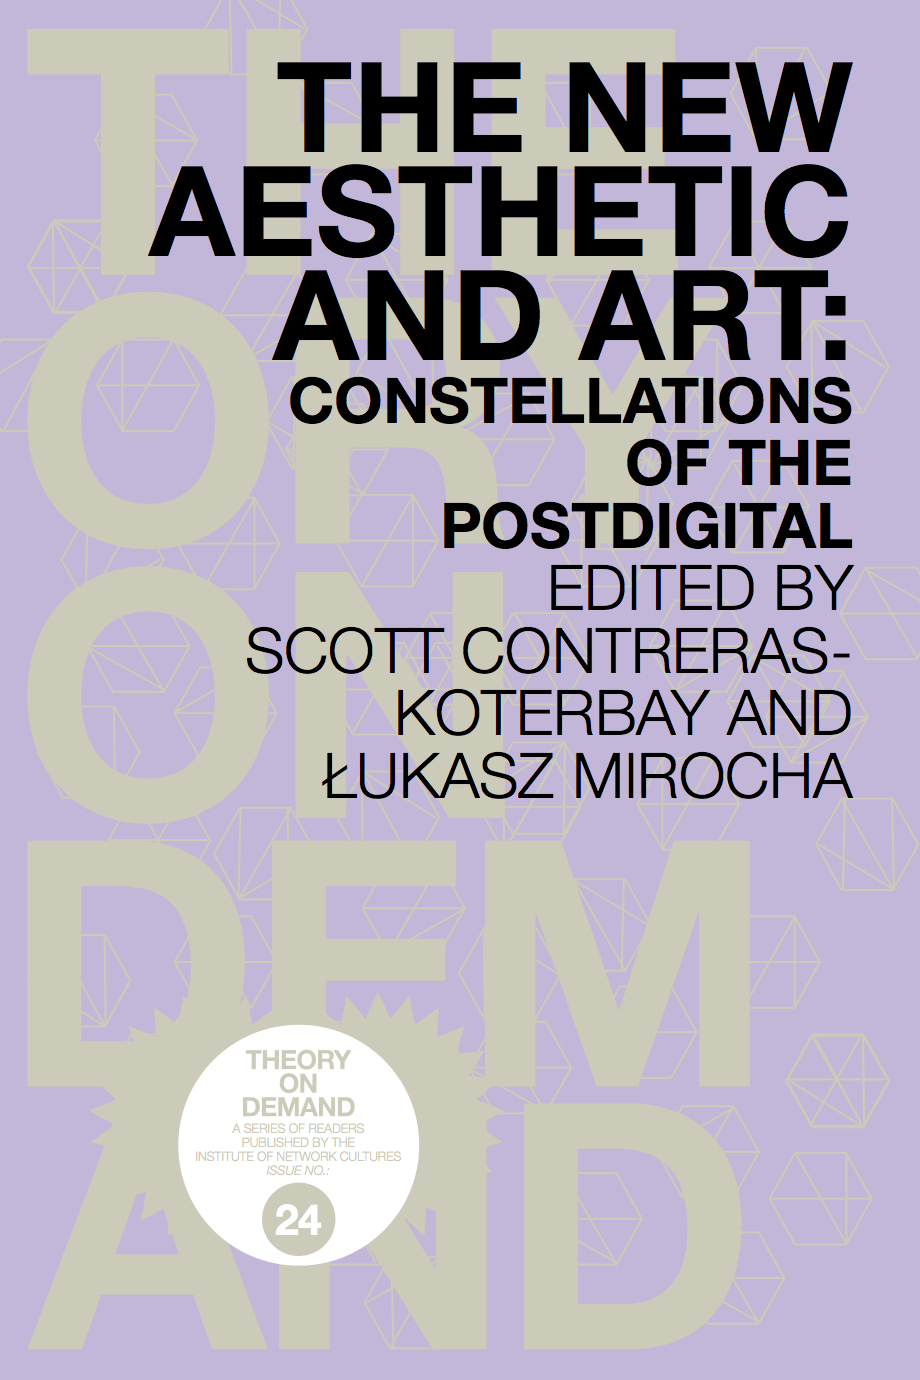 THE NEW
AESTHETIC
AND ART:
CONSTELLATIONS
OF THE
POSTDIGITAL
EDITED BY
SCOTT CONTRERAS-
KOTERBAY AND
ŁUKASZ MIROCHA
THE
ORY
ON
DEM
AND
THEORY
ON
DEMAND
A SERIES OF READERS
PUBLISHED BY THE
INSTITUTE OF NETWORK CULTURES
ISSUE NO.:
24